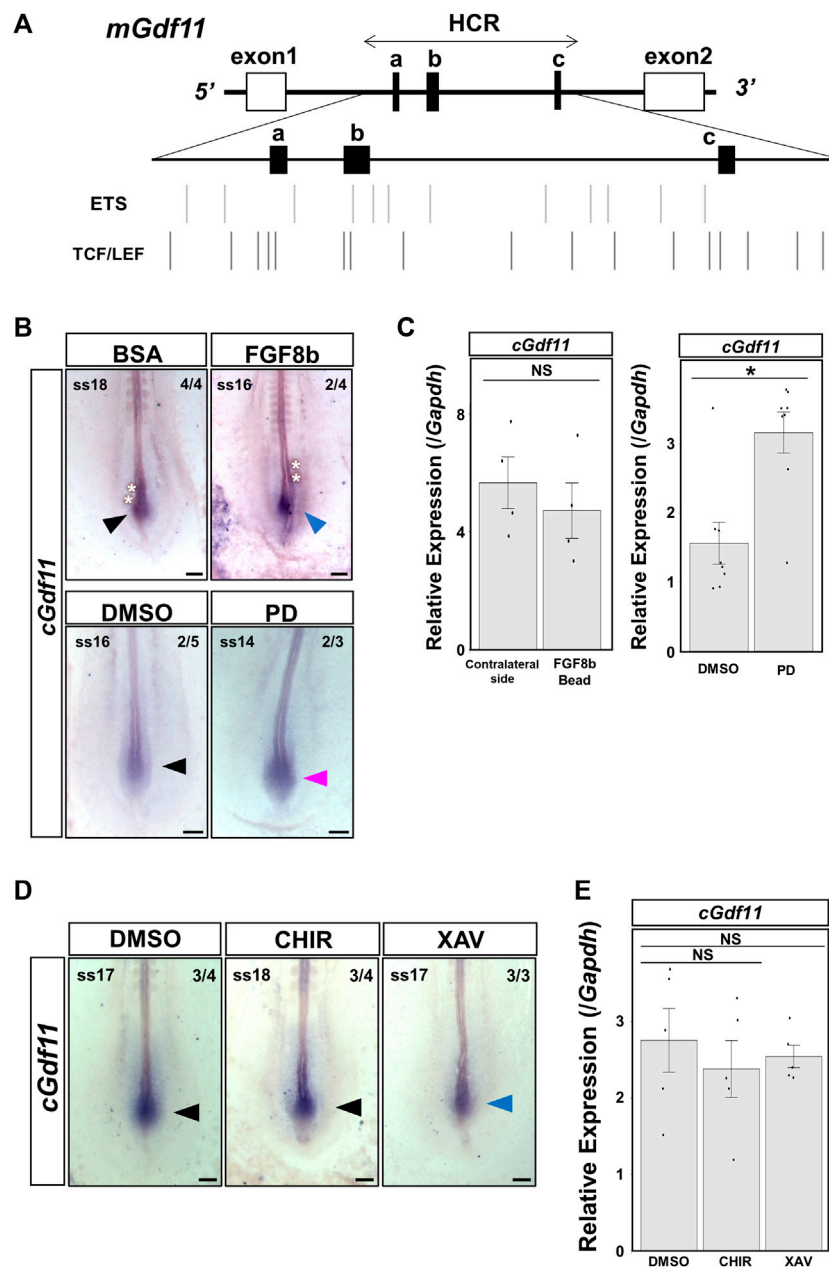 A
mGdf11
HCR
exon1
a
b
c
exon2
5’
3’
a
b
c
ETS
TCF/LEF
B
BSA
FGF8b
cGdf11
ss18
4/4
ss16
2/4
**
**
DMSO
PD
ss16
2/5
ss14
2/3
C
cGdf11
NS
Relative Expression (/Gapdh)
8
4
0
Contralateral
side
FGF8b
Bead
cGdf11
*
Relative Expression (/Gapdh)
3
2
1
0
DMSO
PD
D
DMSO
CHIR
XAV
cGdf11
ss17
3/4
ss18
3/4
ss17
3/3
E
cGdf11
NS
NS
Relative Expression (/Gapdh)
3
2
1
0
DMSO
CHIR
XAV